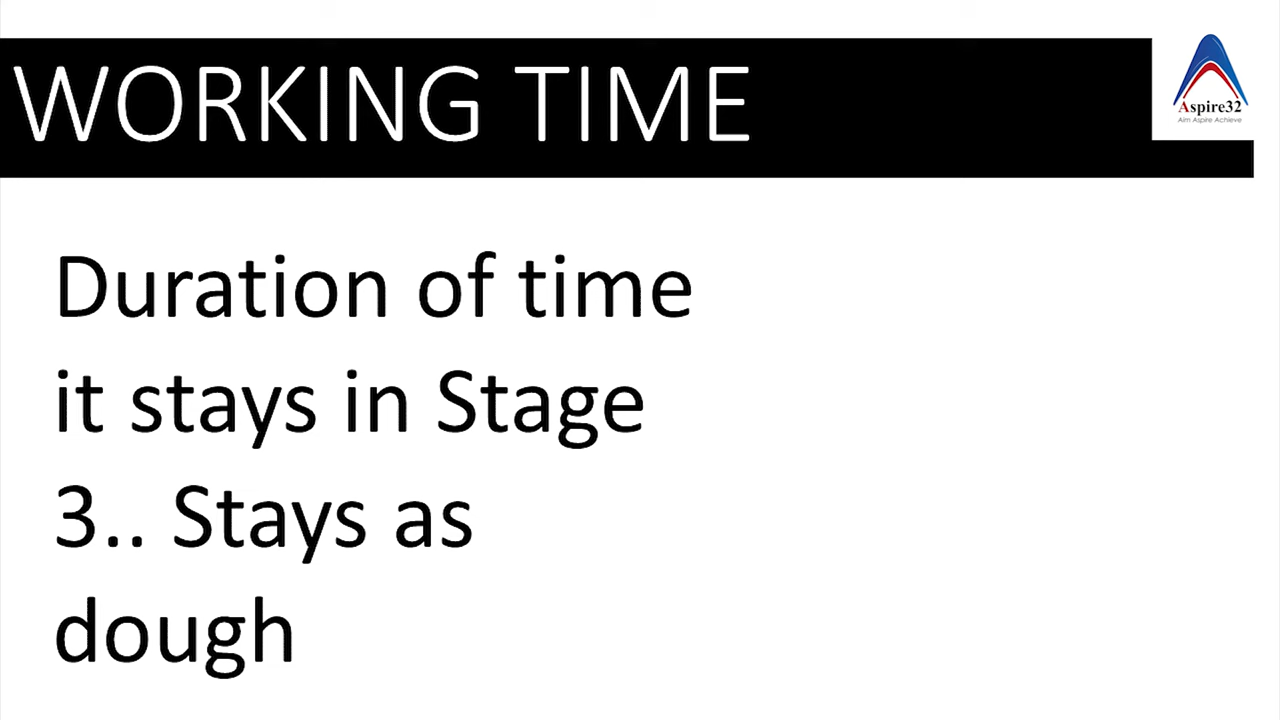 WORKING TIME
Aspire32
Aim Aspire Achieve
Duration of time
it stays in Stage
3.. Stays as
dough